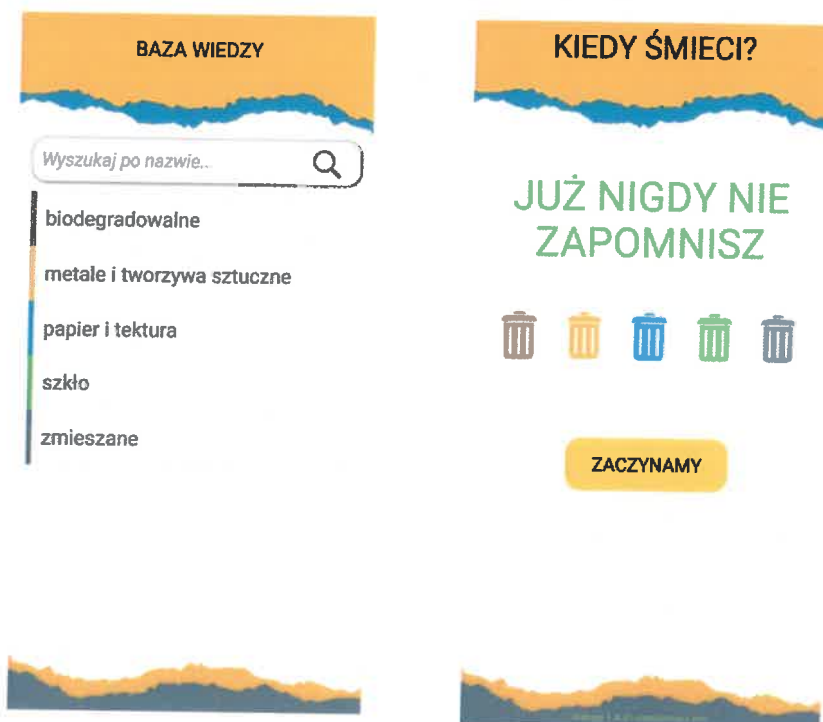 BAZA WIEDZY
Wyszukaj po nazwie...
biodegradowalne
metale i tworzywa sztuczne
papier i tektura
szkło
zmieszane
KIEDY ŚMIECI?
JUŻ NIGDY NIE
ZAPOMNISZ
ZACZYNAMY